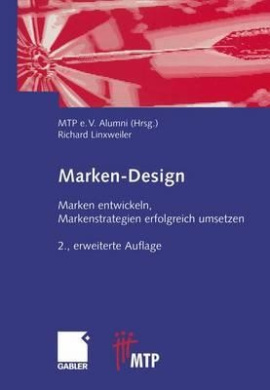 MTP e. V. Alumni (Hrsg.)
Richard Linxweiler
Marken-Design
Marken entwickeln,
Markenstrategien erfolgreich umsetzen
2., erweiterte Auflage
GABLER
MTP